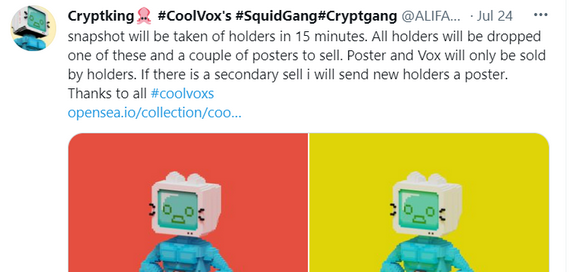 Cryptking #CoolVox's #SquidGang#Cryptgang @ALIFA... · Jul 24 ...
snapshot will be taken of holders in 15 minutes. All holders will be dropped
one of these and a couple of posters to sell. Poster and Vox will only be sold
by holders. If there is a secondary sell i will send new holders a poster.
Thanks to all #coolvoxs
opensea.io/collection/coo...